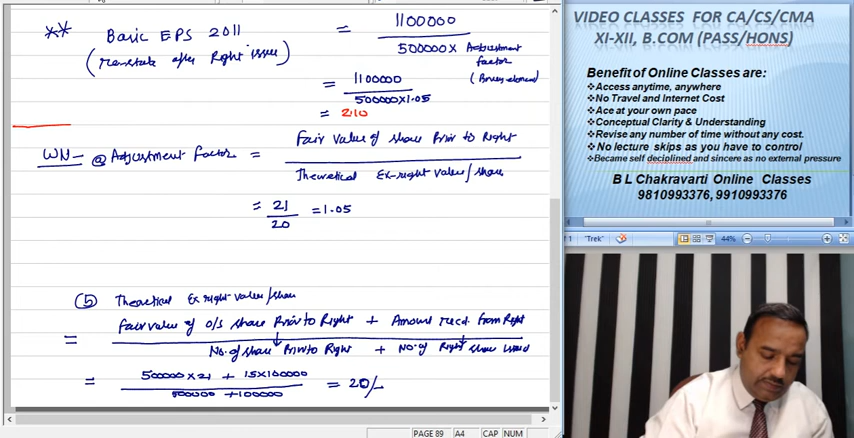 ** Basic EPS 2011 = 1100000
(restate after Right issue) 500000 x Adjustment factor
= 1100000 (Bonus element)
500000 x 1.05
= 2.10
WN- @ Adjustment Factor = Fair value of share Prior to Right
Theoretical Ex-right value/share
= 21 = 1.05
20
(b) Theoretical Ex right value/share
= Fair value of o/s share Prior to Right + Amount recd. from Right
No. of share Prior to Right + No. of Right share issued
= 500000 x 21 + 15 x 100000 = 20/-
500000 + 100000
PAGE 89 A4 CAP NUM
VIDEO CLASSES FOR CA/CS/CMA
XI-XII, B.COM (PASS/HONS)
Benefit of Online Classes are:
❖Access anytime, anywhere
❖No Travel and Internet Cost
❖Ace at your own pace
❖Conceptual Clarity & Understanding
❖Revise any number of time without any cost.
❖No lecture skips as you have to control
❖Became self deciplined and sincere as no external pressure
B L Chakravarti Online Classes
9810993376, 9910993376
of 1 "Trek" 44%